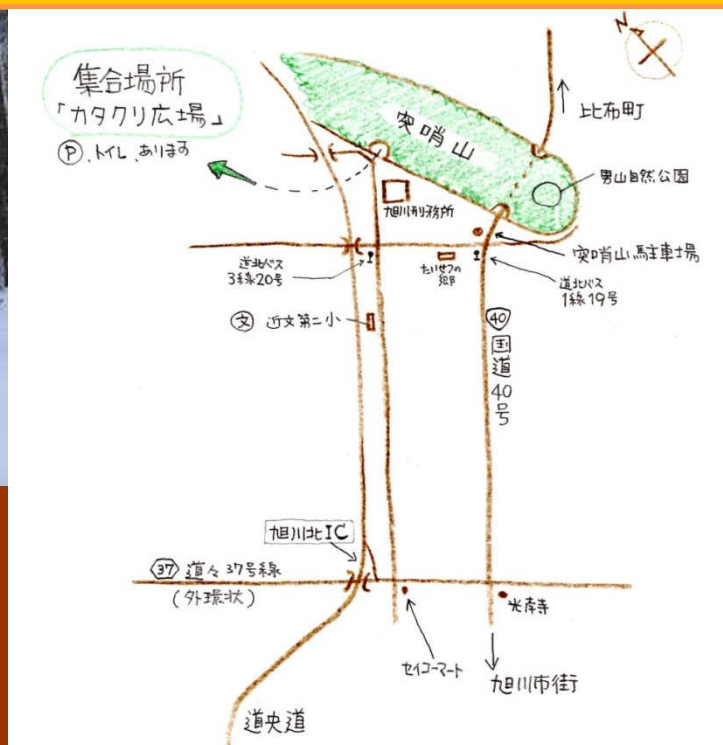 集合場所
「カタクリ広場」
Ⓟ、トイレ、あります
突哨山
N
上比布町
男山自然公園
旭川刑務所
突哨山駐車場
道北バス
3線20号
たいせつの
郷
道北バス
1線19号
文 近文第二小
40
国道40号
旭川北IC
37 道々37号線
(外環状)
セイコーマート
光南寺
旭川市街
道央道